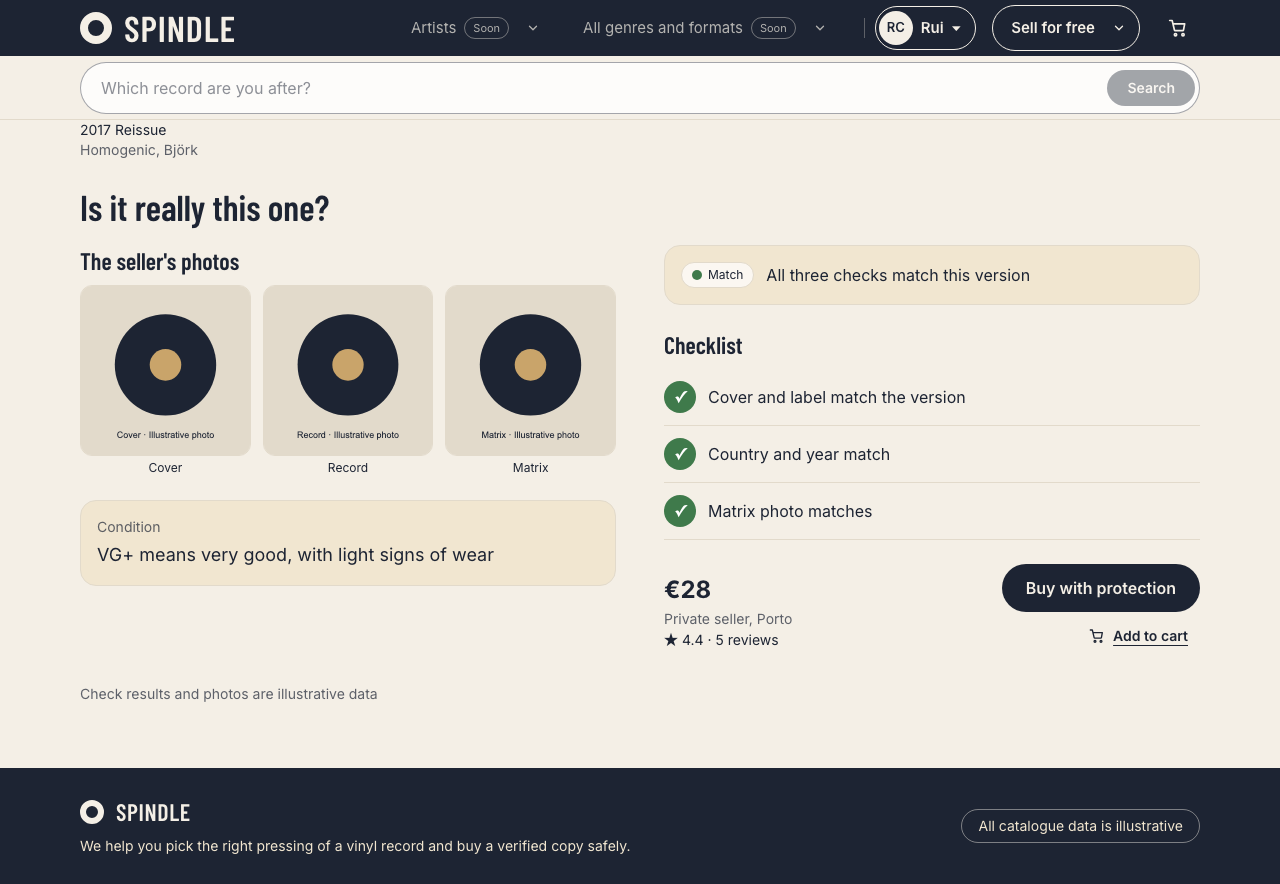 SPINDLE
Artists Soon
All genres and formats Soon
RC Rui
Sell for free
Which record are you after?
Search
2017 Reissue
Homogenic, Björk
Is it really this one?
The seller's photos
Cover · Illustrative photo
Record · Illustrative photo
Matrix · Illustrative photo
Cover
Record
Matrix
Condition
VG+ means very good, with light signs of wear
Match All three checks match this version
Checklist
Cover and label match the version
Country and year match
Matrix photo matches
€28
Private seller, Porto
★ 4.4 · 5 reviews
Buy with protection
Add to cart
Check results and photos are illustrative data
SPINDLE
We help you pick the right pressing of a vinyl record and buy a verified copy safely.
All catalogue data is illustrative